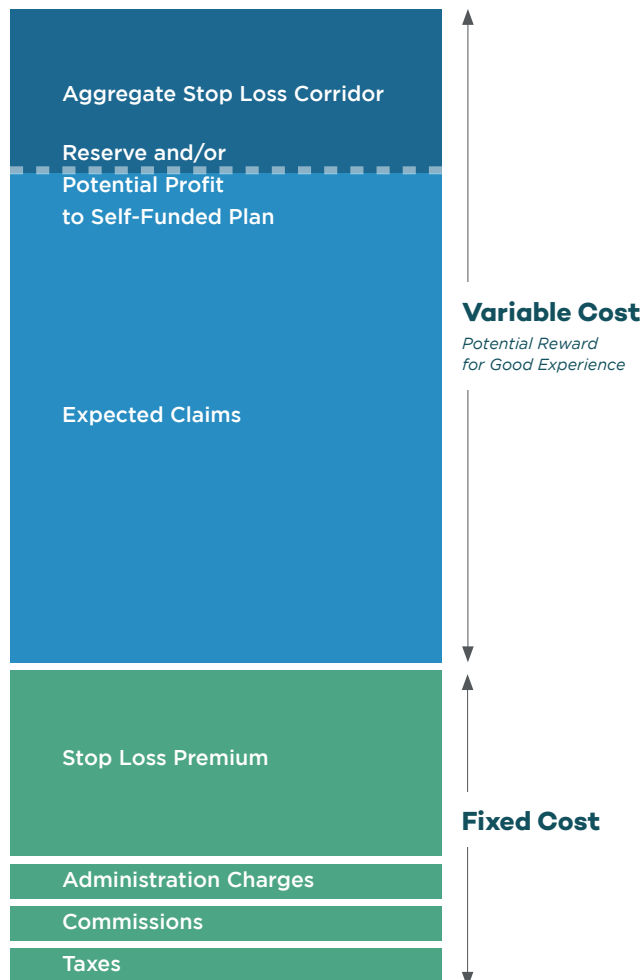 Aggregate Stop Loss Corridor
Reserve and/or
Potential Profit
to Self-Funded Plan
Variable Cost
Potential Reward
for Good Experience
Expected Claims
Stop Loss Premium
Fixed Cost
Administration Charges
Commissions
Taxes